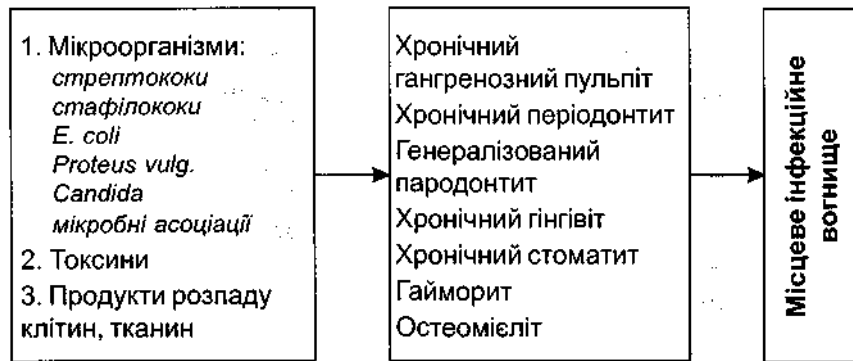 1. Мікроорганізми:
стрептококи
стафілококи
E. coli
Proteus vulg.
Candida
мікробні асоціації
2. Токсини
3. Продукти розпаду
клітин, тканин
Хронічний
гангренозний пульпіт
Хронічний періодонтит
Генералізований
пародонтит
Хронічний гінгівіт
Хронічний стоматит
Гайморит
Остеомієліт
Місцеве інфекційне
вогнище